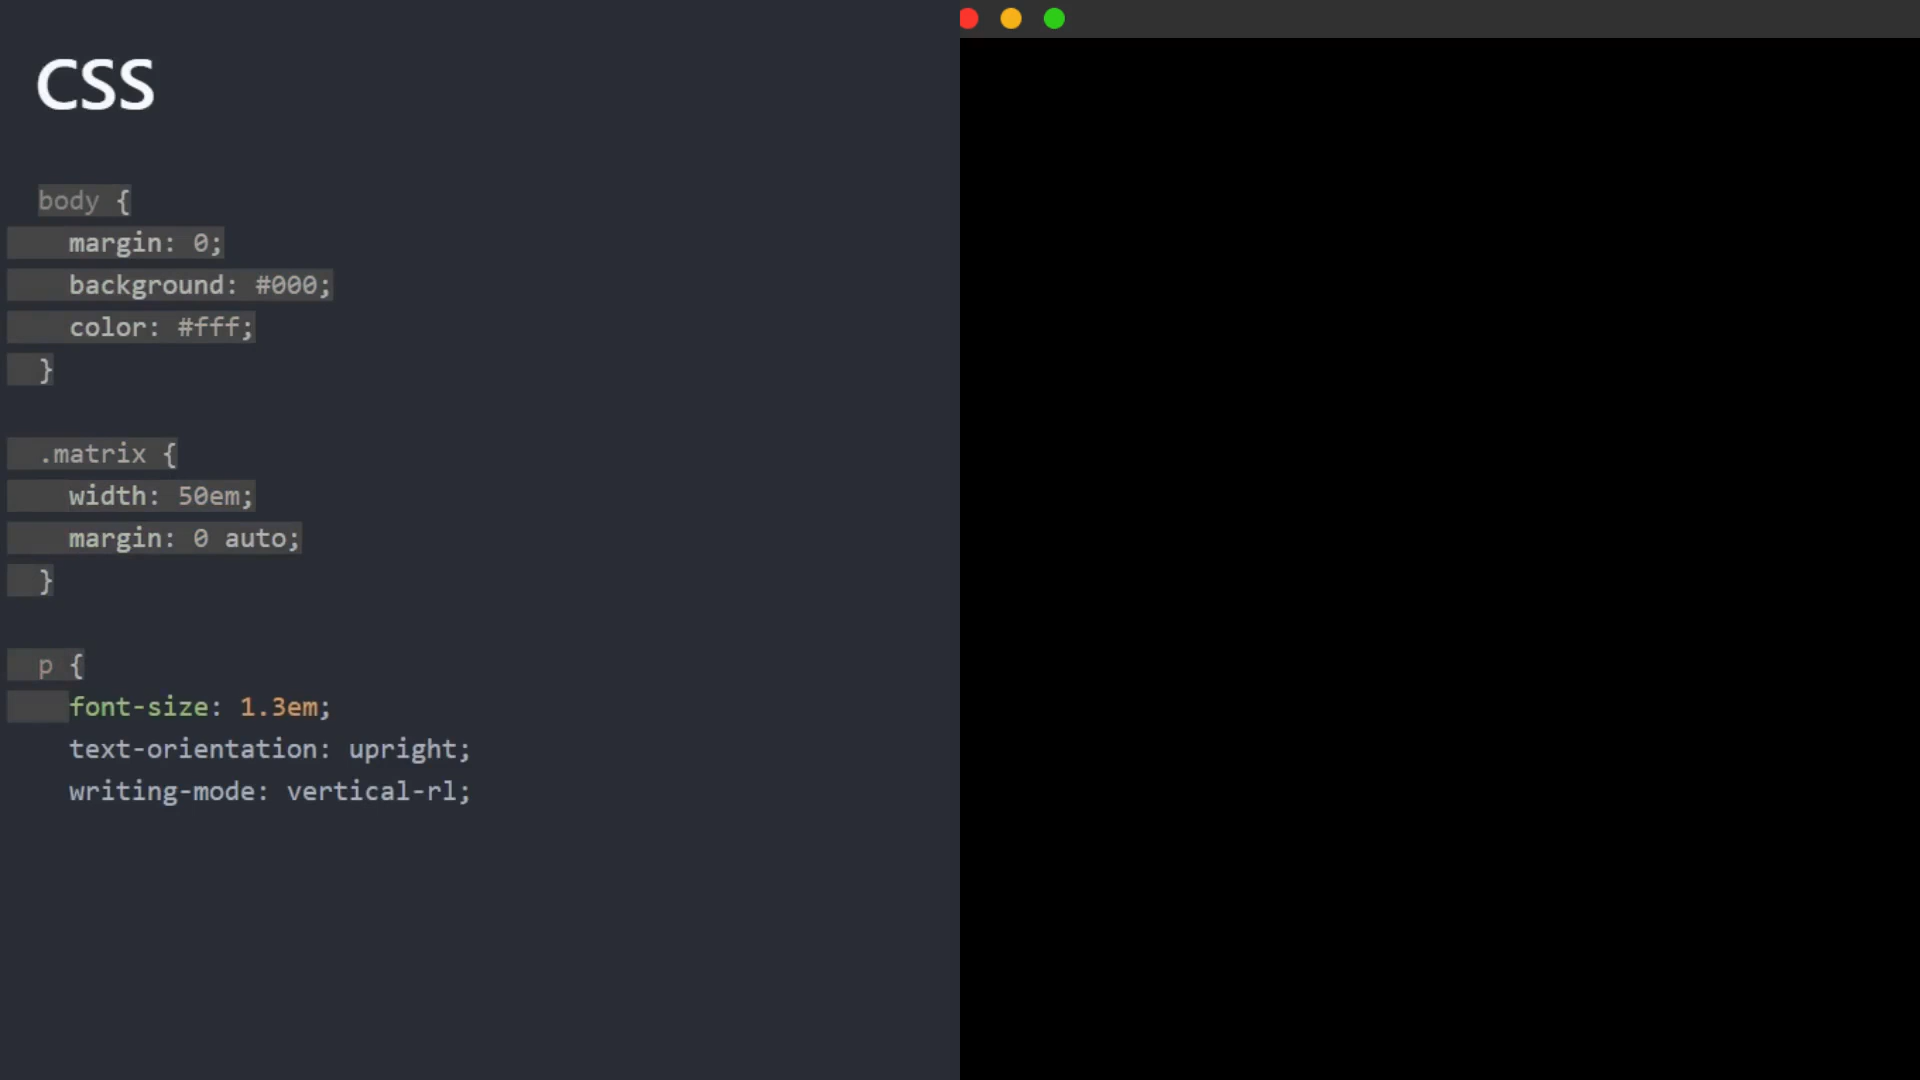 CSS
body {
margin: 0;
background: #000;
color: #fff;
}
.matrix {
width: 50em;
margin: 0 auto;
}
p {
font-size: 1.3em;
text-orientation: upright;
writing-mode: vertical-rl;